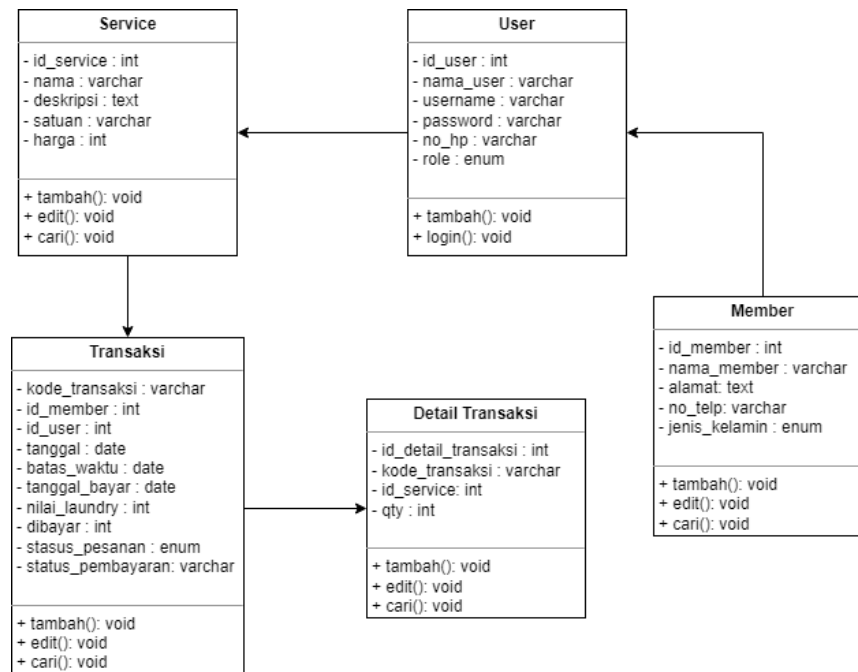 Service
- id_service : int
- nama : varchar
- deskripsi : text
- satuan : varchar
- harga : int
+ tambah(): void
+ edit(): void
+ cari(): void
User
- id_user : int
- nama_user : varchar
- username : varchar
- password : varchar
- no_hp : varchar
- role : enum
+ tambah(): void
+ login(): void
Member
- id_member : int
- nama_member : varchar
- alamat: text
- no_telp: varchar
- jenis_kelamin : enum
+ tambah(): void
+ edit(): void
+ cari(): void
Transaksi
- kode_transaksi : varchar
- id_member : int
- id_user : int
- tanggal : date
- batas_waktu : date
- tanggal_bayar : date
- nilai_laundry : int
- dibayar : int
- stasus_pesanan : enum
- status_pembayaran: varchar
+ tambah(): void
+ edit(): void
+ cari(): void
Detail Transaksi
- id_detail_transaksi : int
- kode_transaksi : varchar
- id_service: int
- qty : int
+ tambah(): void
+ edit(): void
+ cari(): void